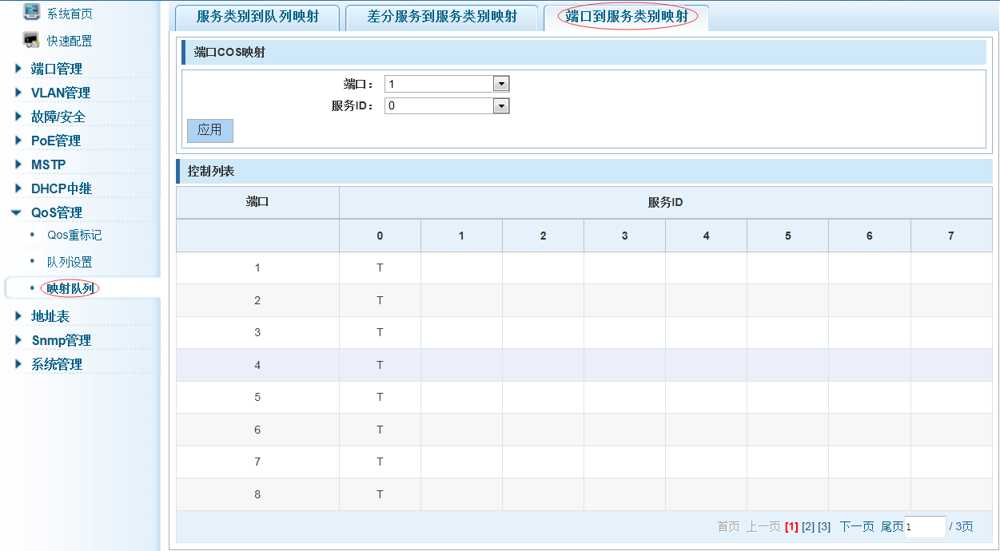 系统首页
快速配置
端口管理
VLAN管理
故障/安全
PoE管理
MSTP
DHCP中继
QoS管理
Qos重标记
队列设置
映射队列
地址表
Snmp管理
系统管理
服务类别到队列映射 差分服务到服务类别映射 端口到服务类别映射
端口COS映射
端口： 1
服务ID： 0
应用
控制列表
端口 服务ID
0 1 2 3 4 5 6 7
1 T
2 T
3 T
4 T
5 T
6 T
7 T
8 T
首页 上一页 [1] [2] [3] 下一页 尾页 1 / 3页